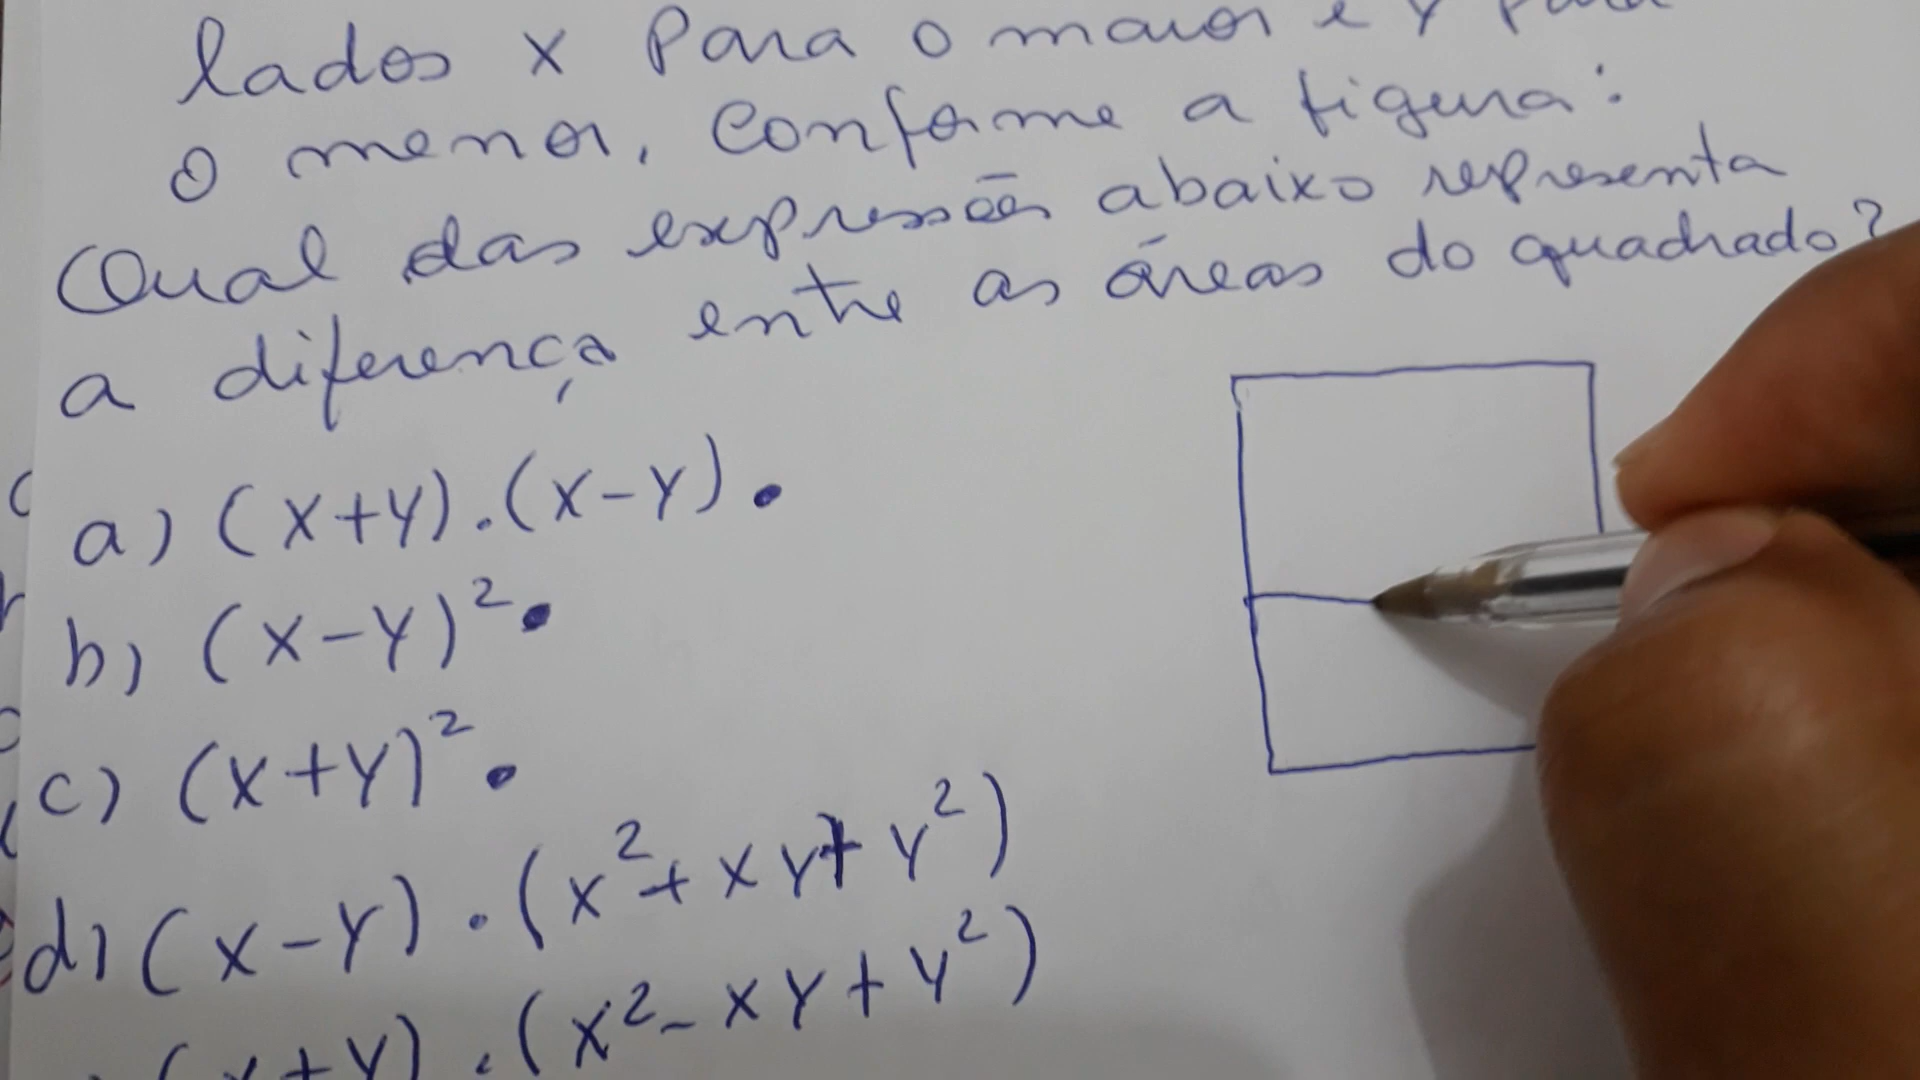 lados x para o maior e y para
o menor, conforme a figura:
Qual das expressões abaixo representa
a diferença entre as áreas do quadrado?
a) (x+y).(x-y).
b) (x-y)².
c) (x+y)².
d) (x-y).(x²+xy+y²)
(x+y).(x²-xy+y²)